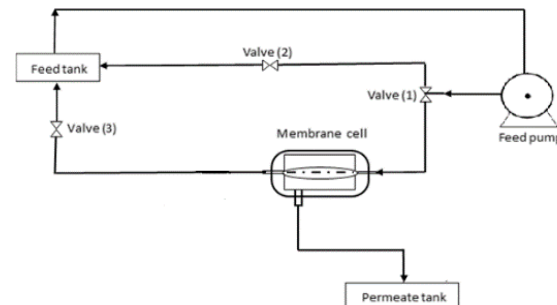 Valve (2)
Feed tank
Valve (1)
Valve (3)
Membrane cell
Feed pump
Permeate tank